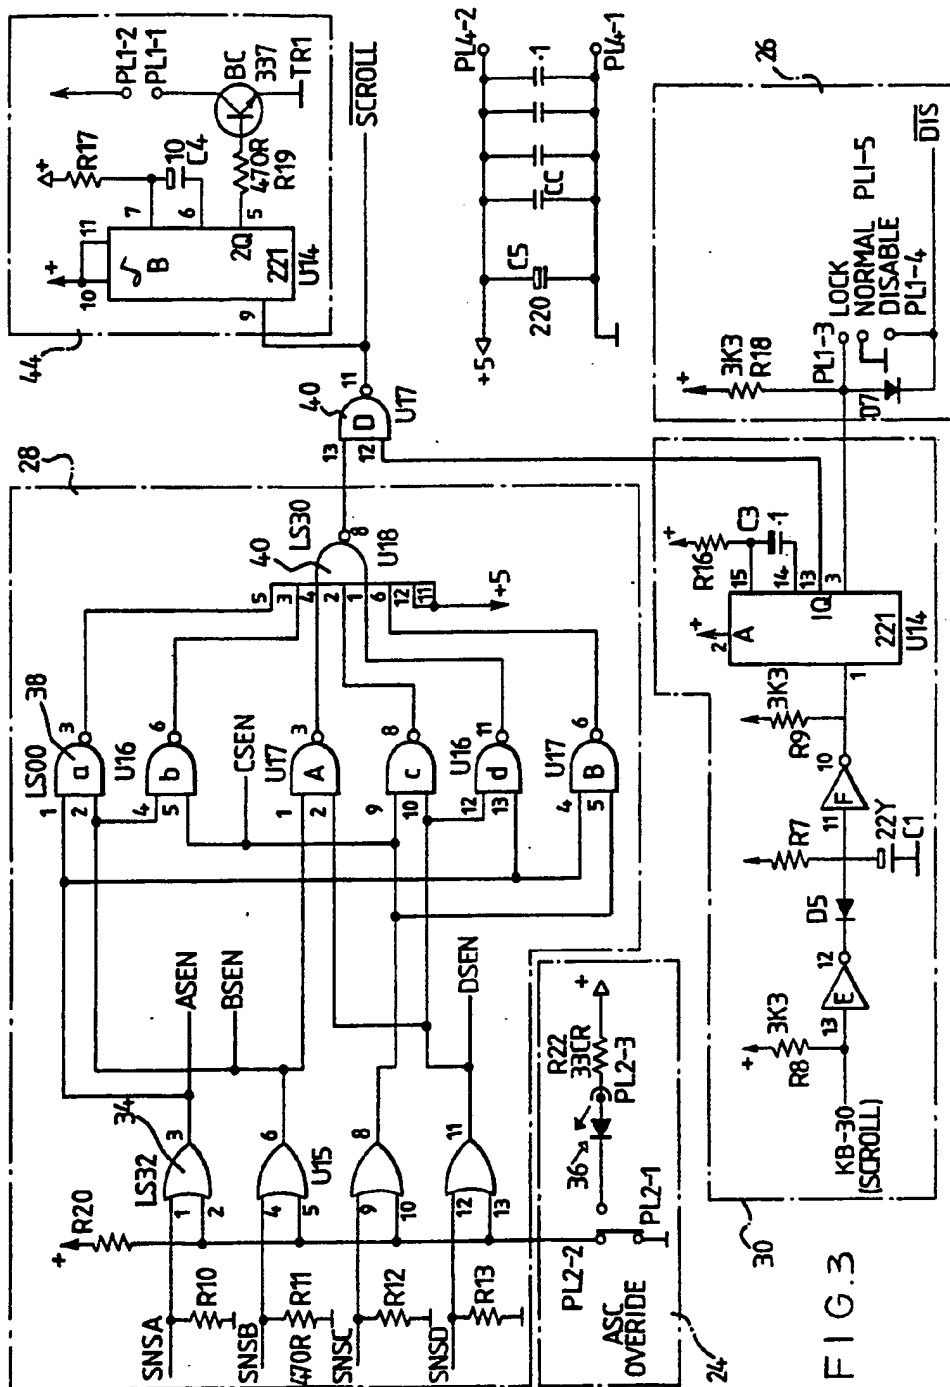 28
44
10
11
+
B
7
6
2Q
5
9
221
U14
+
R17
10
C4
470R
R19
PL1-2
PL1-1
BC
337
TR1
SCROLL
LS00
38
1
2
a
3
U16
4
5
b
6
CSEN
U17
1
2
A
3
9
10
c
8
U16
12
13
d
11
U17
4
5
B
6
5
3
4
2
1
6
12
11
+5
LS30
40
8
U18
13
12
40
D
11
U17
PL4-2
PL4-1
+5
C5
220
CC
.1
+
R20
SNSA
R10
SNSB
R11
470R
SNSC
R12
SNSD
R13
LS32
34
1
2
3
4
5
6
U15
9
10
8
12
13
11
ASEN
BSEN
DSEN
24
ASC
OVERIDE
PL2-2
PL2-1
36
R22
33CR
PL2-3
+
30
KB-30
(SCROLL)
+
R8
3K3
13
E
12
D5
R7
22Y
C1
11
F
10
R9
3K3
1
+
2
A
15
14
13
1Q
3
221
U14
R16
+
C3
.1
26
+
3K3
R18
PL1-3
LOCK
NORMAL
DISABLE
PL1-5
PL1-4
D7
DIS
FIG.3